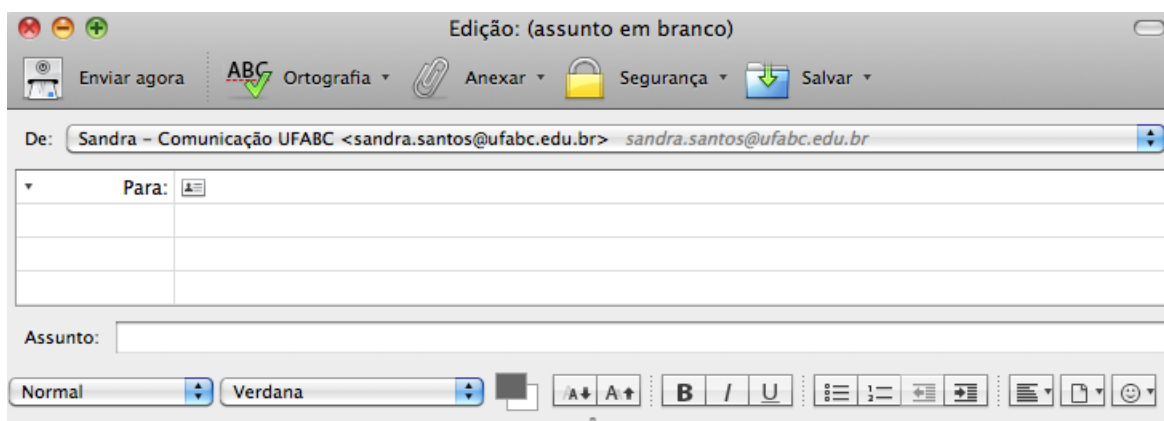 Edição: (assunto em branco)
Enviar agora ABC Ortografia Anexar Segurança Salvar
De: Sandra – Comunicação UFABC <sandra.santos@ufabc.edu.br> sandra.santos@ufabc.edu.br
Para:
Assunto:
Normal Verdana A A B I U